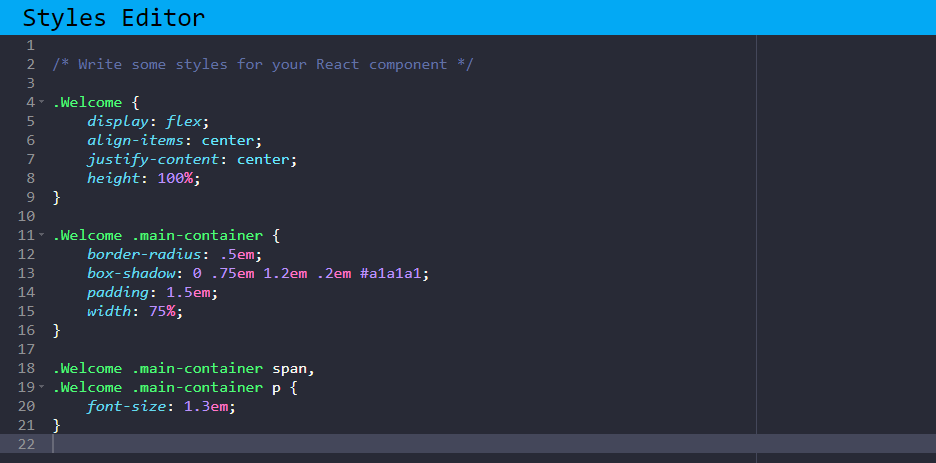 Styles Editor
1
2 /* Write some styles for your React component */
3
4 .Welcome {
5     display: flex;
6     align-items: center;
7     justify-content: center;
8     height: 100%;
9 }
10
11 .Welcome .main-container {
12     border-radius: .5em;
13     box-shadow: 0 .75em 1.2em .2em #a1a1a1;
14     padding: 1.5em;
15     width: 75%;
16 }
17
18 .Welcome .main-container span,
19 .Welcome .main-container p {
20     font-size: 1.3em;
21 }
22